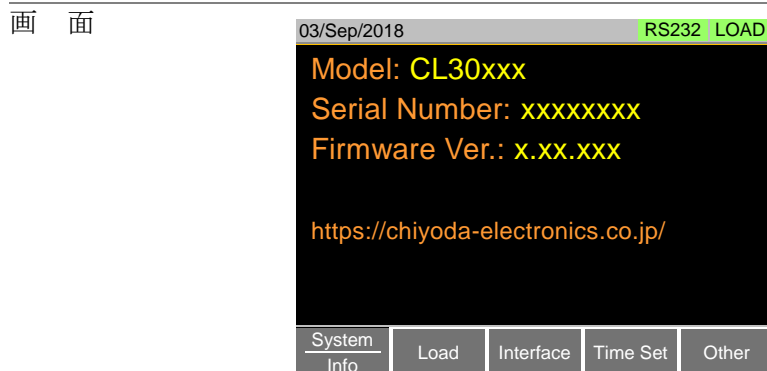 画 面
03/Sep/2018 RS232 LOAD
Model: CL30xxx
Serial Number: xxxxxxxx
Firmware Ver.: x.xx.xxx
https://chiyoda-electronics.co.jp/
System
Info
Load Interface Time Set Other